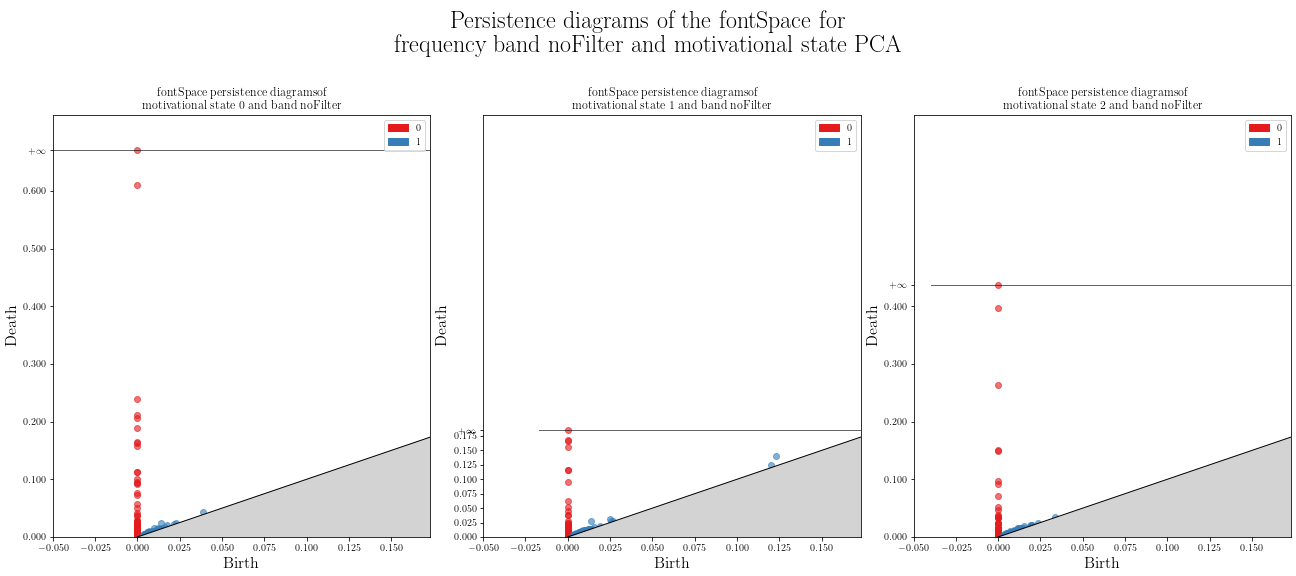 Persistence diagrams of the fontSpace for
frequency band noFilter and motivational state PCA
fontSpace persistence diagramsof
motivational state 0 and band noFilter
0
1
+∞
0.600
0.500
0.400
0.300
0.200
0.100
0.000
Death
−0.050 −0.025 0.000 0.025 0.050 0.075 0.100 0.125 0.150
Birth
fontSpace persistence diagramsof
motivational state 1 and band noFilter
0
1
+∞
0.175
0.150
0.125
0.100
0.075
0.050
0.025
0.000
Death
−0.050 −0.025 0.000 0.025 0.050 0.075 0.100 0.125 0.150
Birth
fontSpace persistence diagramsof
motivational state 2 and band noFilter
0
1
+∞
0.400
0.300
0.200
0.100
0.000
Death
−0.050 −0.025 0.000 0.025 0.050 0.075 0.100 0.125 0.150
Birth